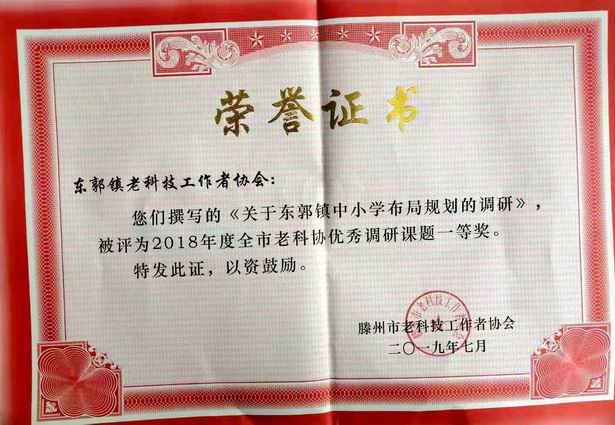 荣誉证书
东郭镇老科技工作者协会：
您们撰写的《关于东郭镇中小学布局规划的调研》，
被评为2018年度全市老科协优秀调研课题一等奖。
特发此证，以资鼓励。
滕州市老科技工作者协会
二〇一九年七月